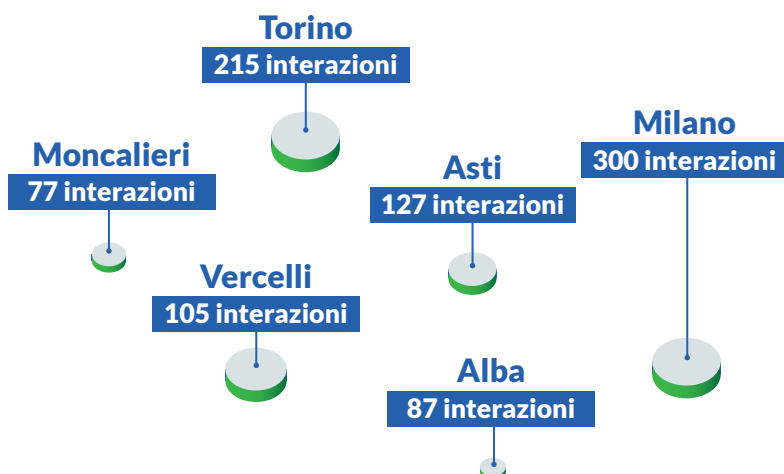 Torino
215 interazioni
Milano
300 interazioni
Moncalieri
77 interazioni
Asti
127 interazioni
Vercelli
105 interazioni
Alba
87 interazioni